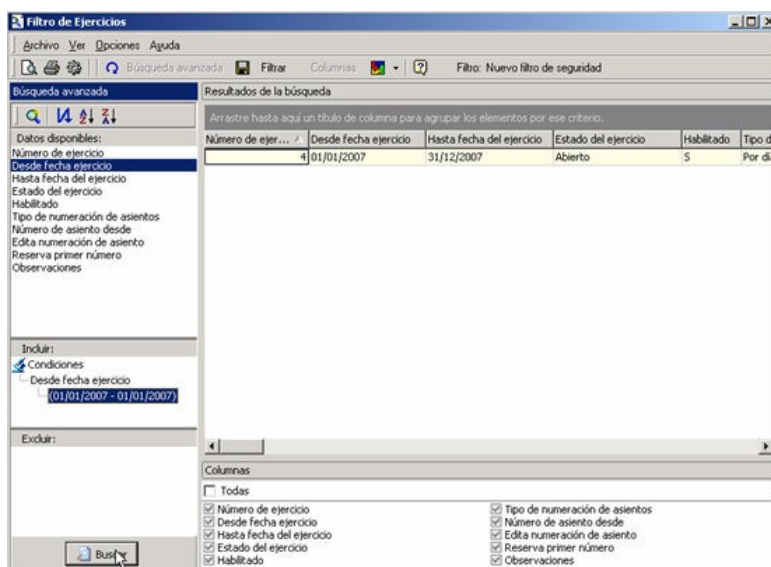 Filtro de Ejercicios
Archivo Ver Opciones Ayuda
Búsqueda avanzada Filtrar Columnas Filtro: Nuevo filtro de seguridad
Búsqueda avanzada
Datos disponibles:
Número de ejercicio
Desde fecha ejercicio
Hasta fecha del ejercicio
Estado del ejercicio
Habilitado
Tipo de numeración de asientos
Número de asiento desde
Edita numeración de asiento
Reserva primer número
Observaciones
Incluir:
Condiciones
Desde fecha ejercicio
(01/01/2007 - 01/01/2007)
Excluir:
Buscar
Resultados de la búsqueda
Arrastre hasta aquí un título de columna para agrupar los elementos por ese criterio.
Número de ejer... Desde fecha ejercicio Hasta fecha del ejercicio Estado del ejercicio Habilitado Tipo d
4 01/01/2007 31/12/2007 Abierto S Por di
Columnas
Todas
Número de ejercicio
Desde fecha ejercicio
Hasta fecha del ejercicio
Estado del ejercicio
Habilitado
Tipo de numeración de asientos
Número de asiento desde
Edita numeración de asiento
Reserva primer número
Observaciones